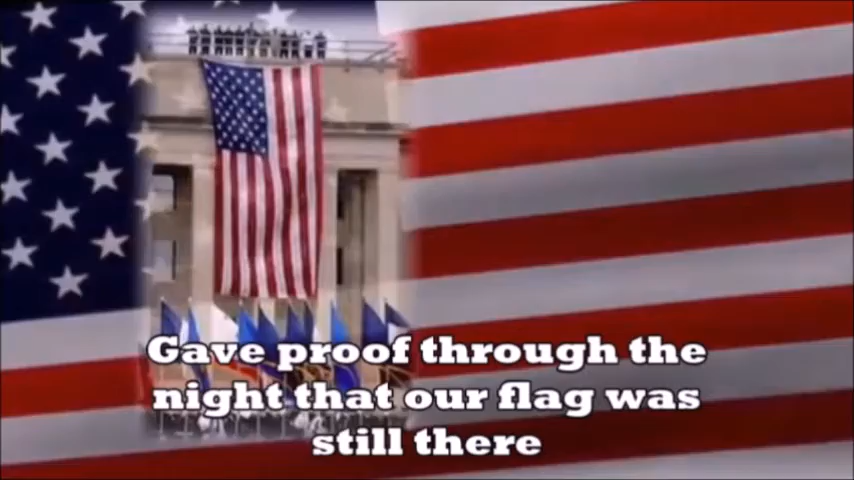 Gave proof through the
night that our flag was
still there